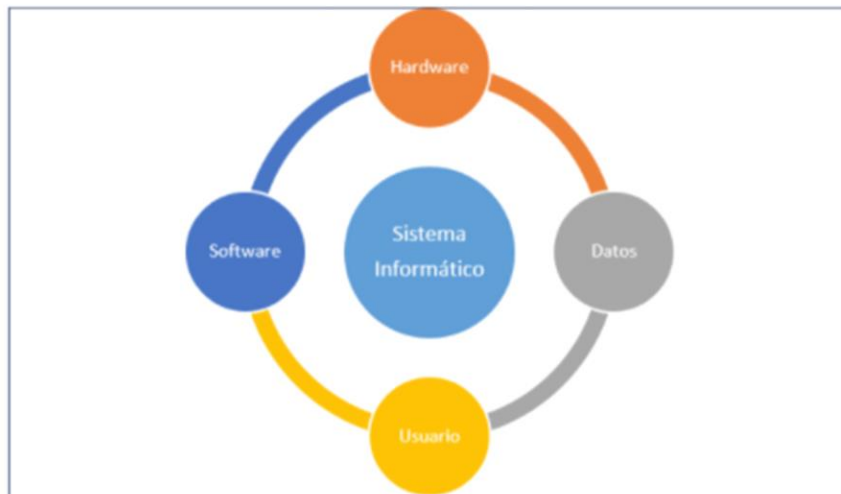 Hardware
Software
Sistema
Informático
Datos
Usuario